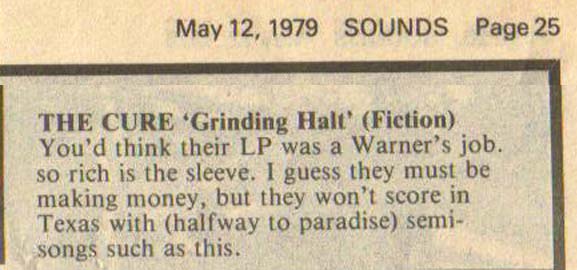 May 12, 1979 SOUNDS Page 25
THE CURE ‘Grinding Halt’ (Fiction)
You’d think their LP was a Warner’s job.
so rich is the sleeve. I guess they must be
making money, but they won’t score in
Texas with (halfway to paradise) semi-
songs such as this.